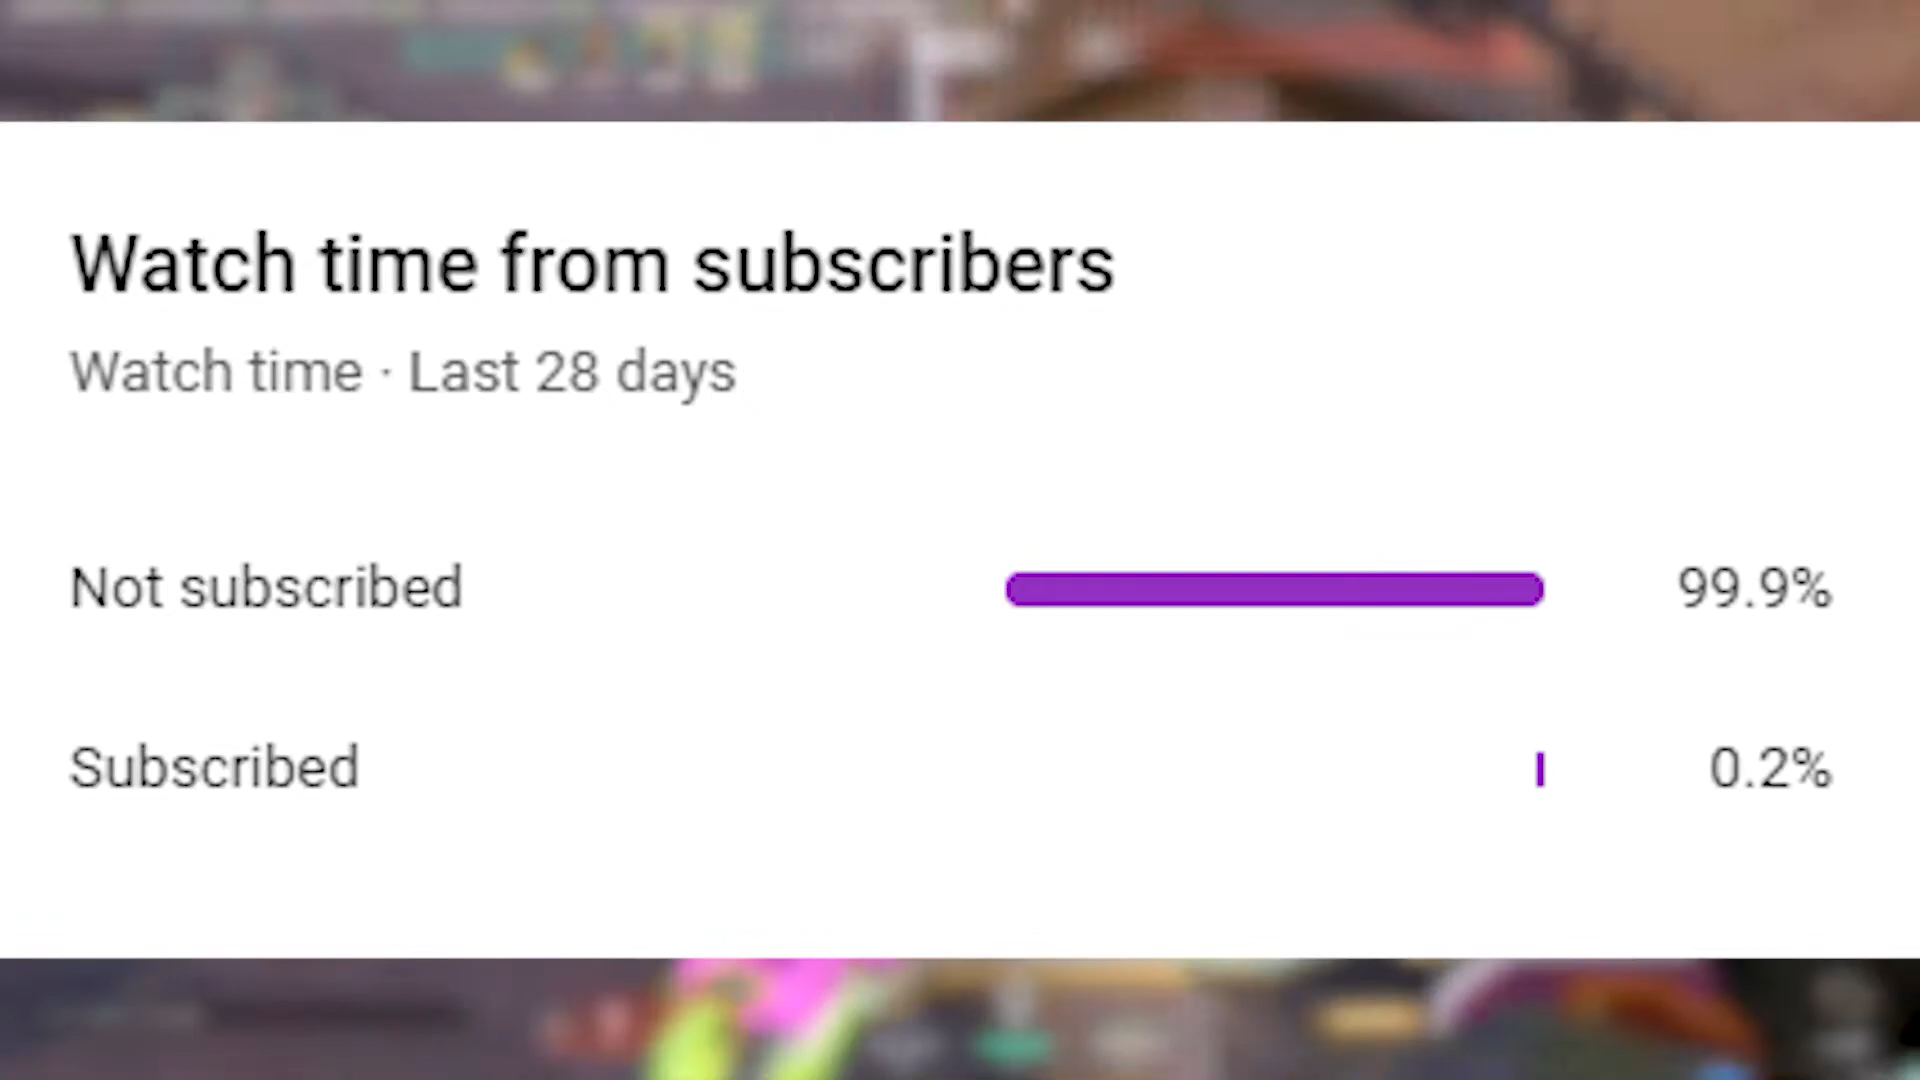 Watch time from subscribers
Watch time · Last 28 days
Not subscribed 99.9%
Subscribed 0.2%